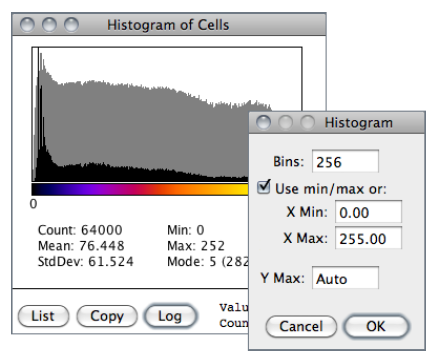 Histogram of Cells
0
Count: 64000 Min: 0
Mean: 76.448 Max: 252
StdDev: 61.524 Mode: 5 (282
List Copy Log
Valu
Coun
Histogram
Bins: 256
Use min/max or:
X Min: 0.00
X Max: 255.00
Y Max: Auto
Cancel OK